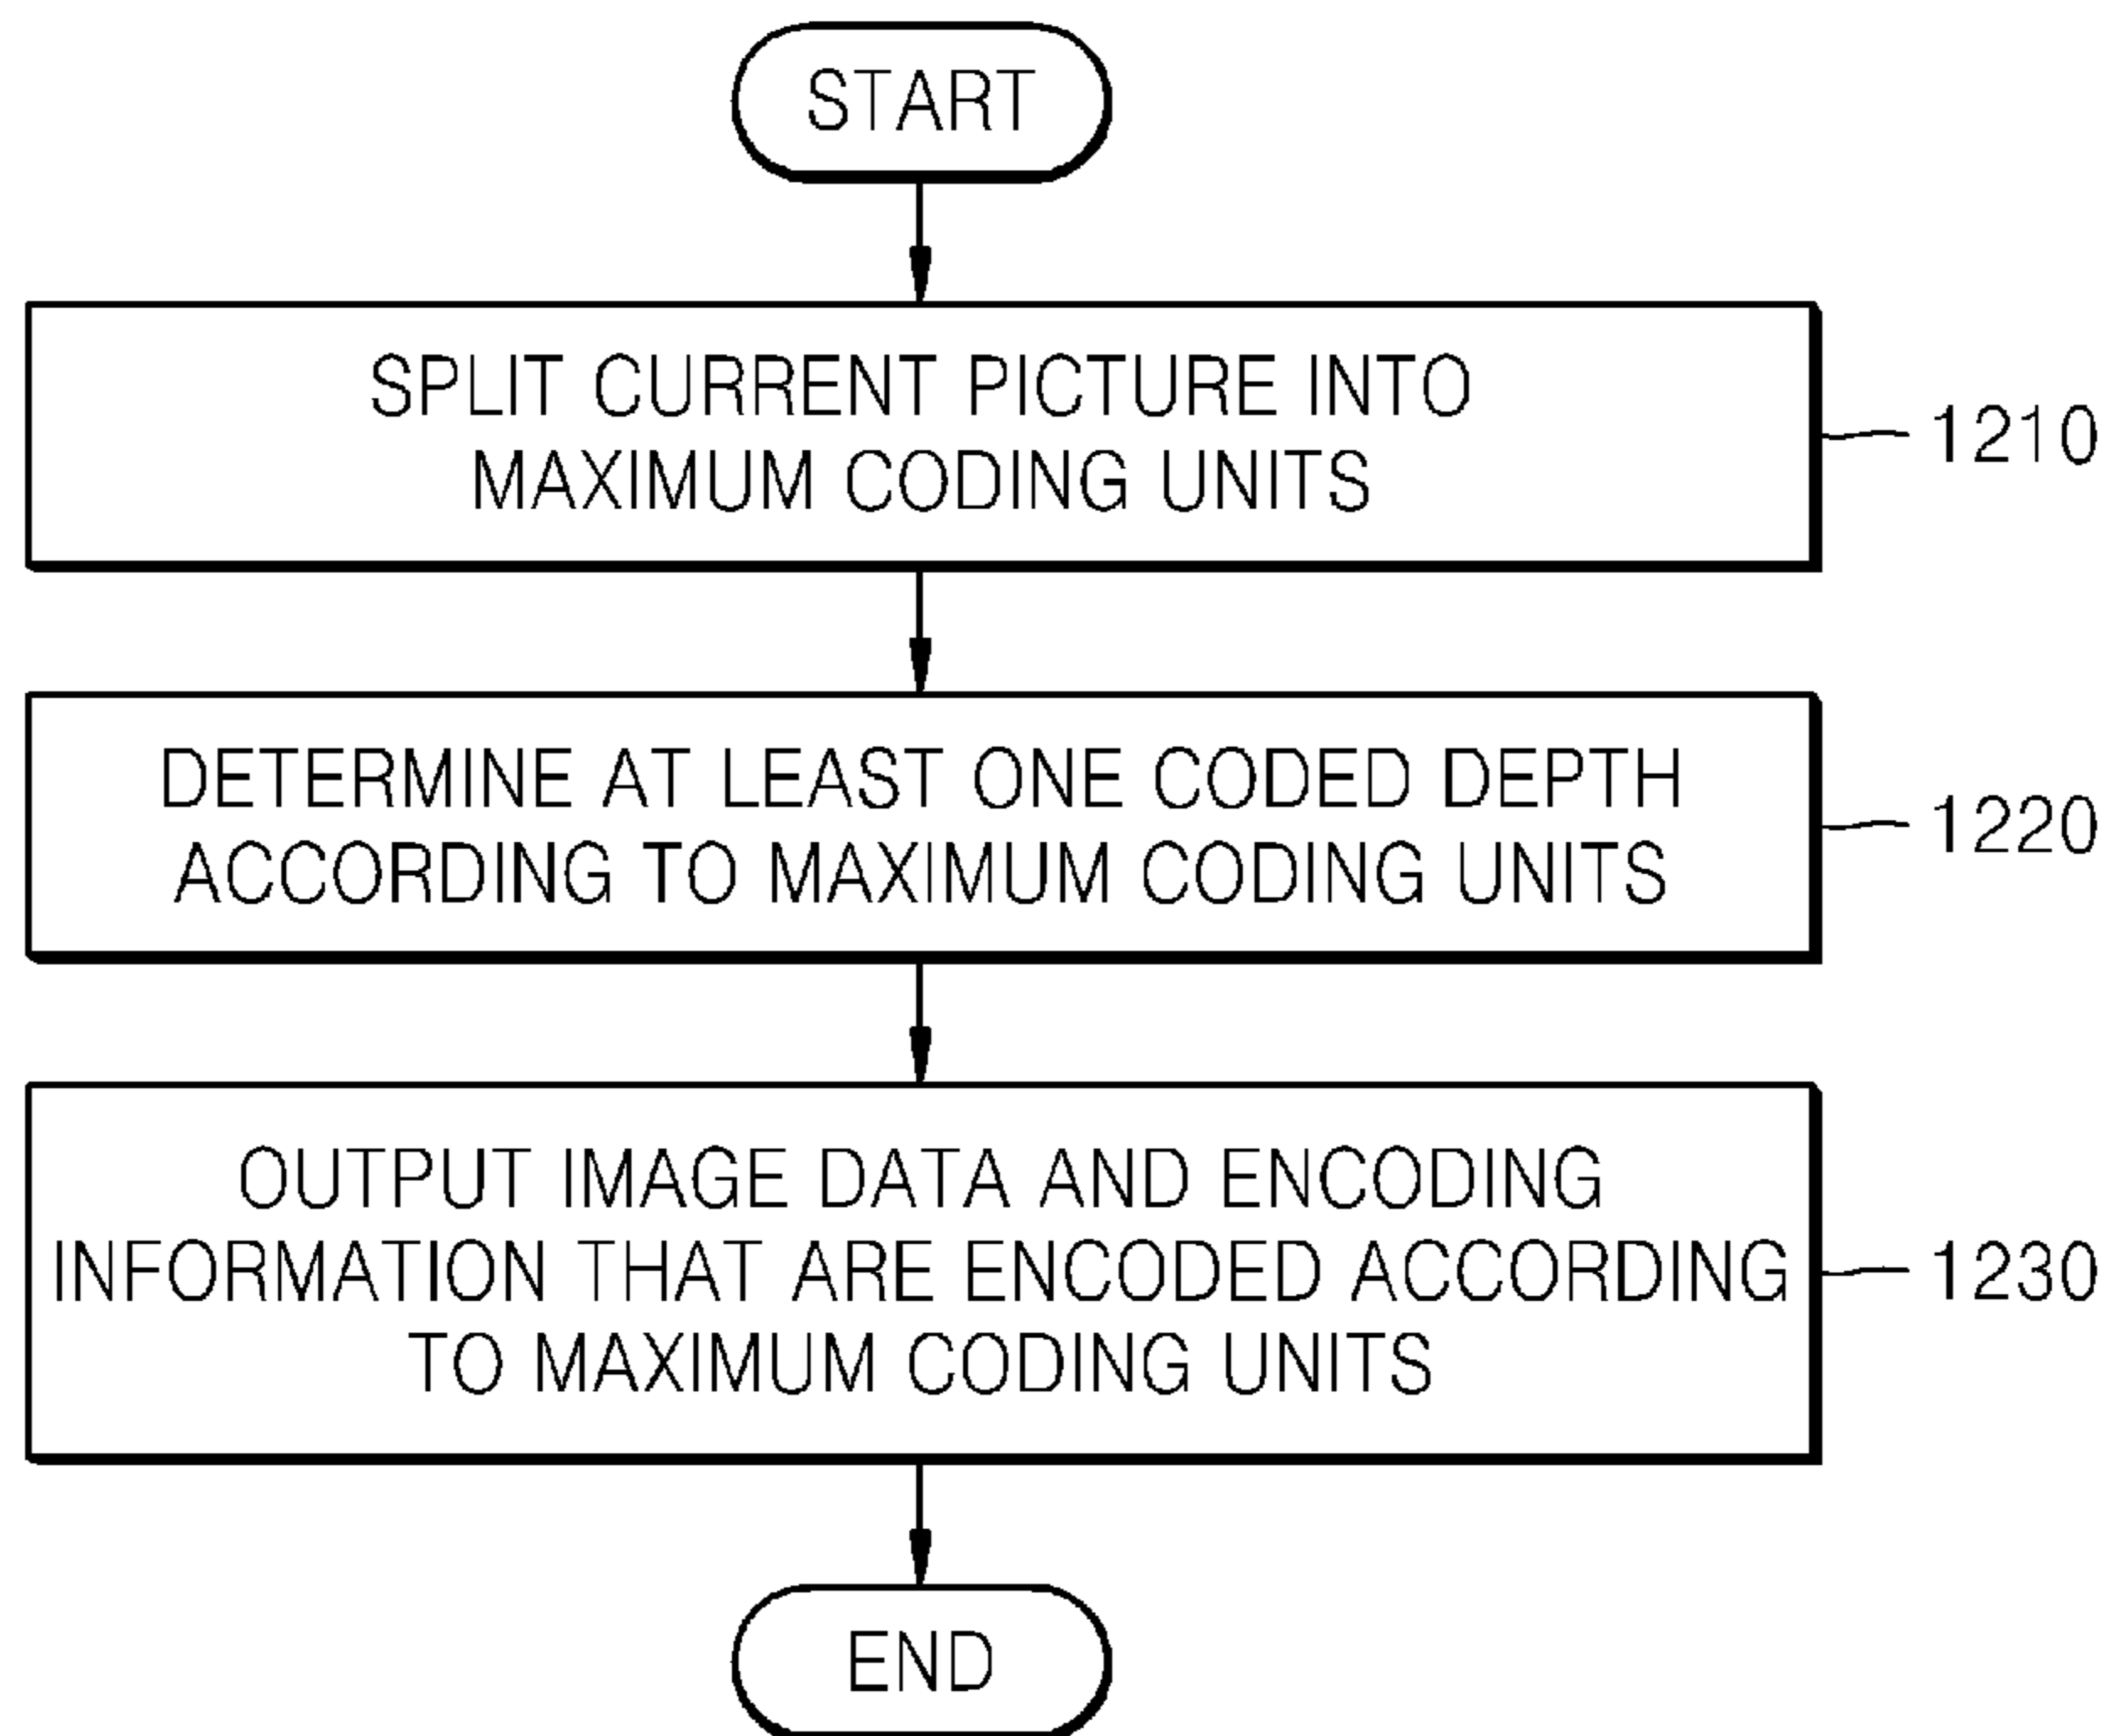 START
SPLIT CURRENT PICTURE INTO
MAXIMUM CODING UNITS
1210
DETERMINE AT LEAST ONE CODED DEPTH
ACCORDING TO MAXIMUM CODING UNITS
1220
OUTPUT IMAGE DATA AND ENCODING
INFORMATION THAT ARE ENCODED ACCORDING
TO MAXIMUM CODING UNITS
1230
END